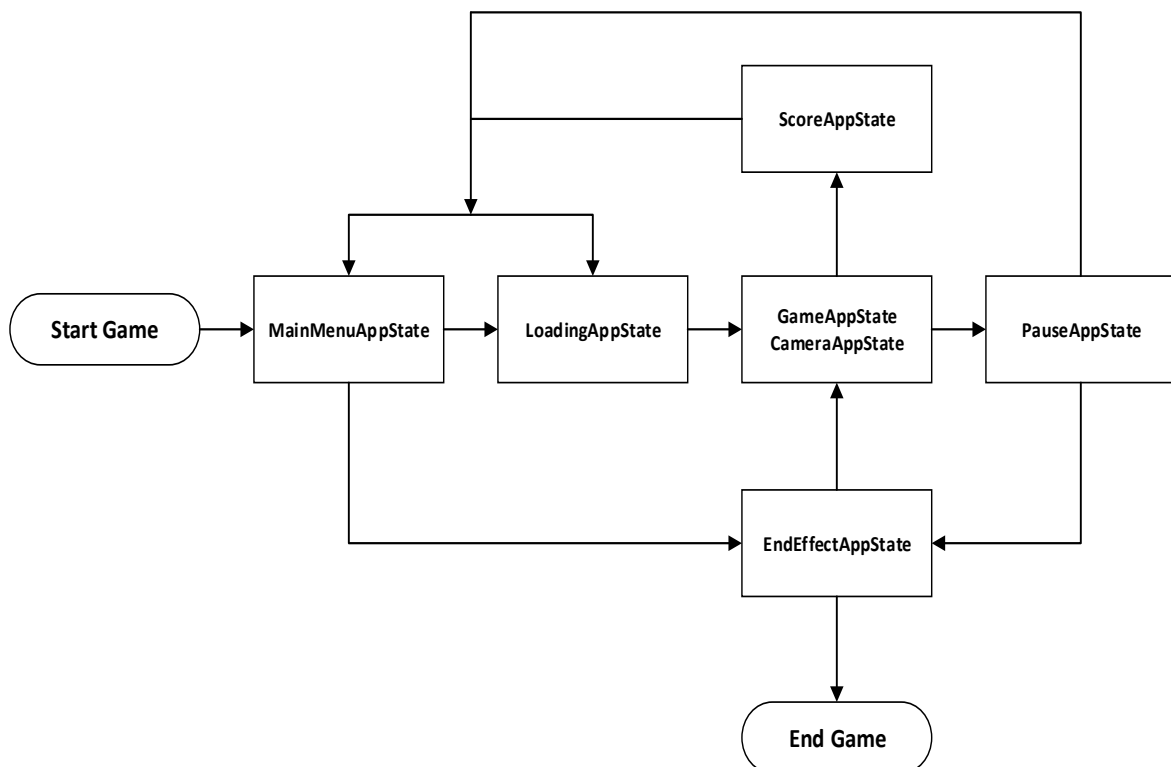 ScoreAppState
Start Game
MainMenuAppState
LoadingAppState
GameAppState
CameraAppState
PauseAppState
EndEffectAppState
End Game